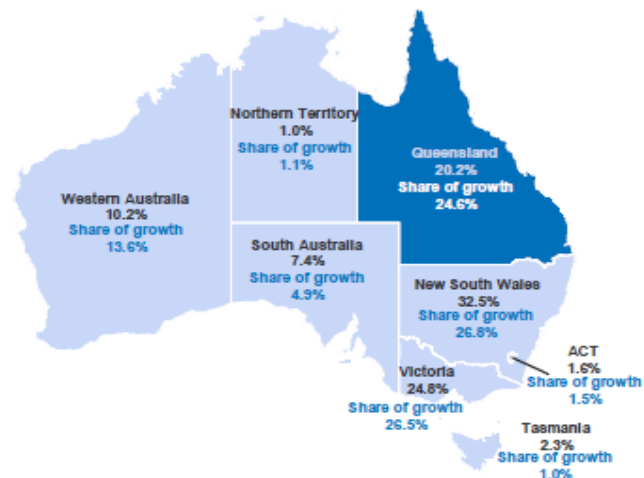 Northern Territory
1.0%
Share of growth
1.1%
Queensland
20.2%
Share of growth
24.6%
Western Australia
10.2%
Share of growth
13.6%
South Australia
7.4%
Share of growth
4.9%
New South Wales
32.5%
Share of growth
26.8%
ACT
1.6%
Share of growth
1.5%
Victoria
24.8%
Share of growth
26.5%
Tasmania
2.3%
Share of growth
1.0%